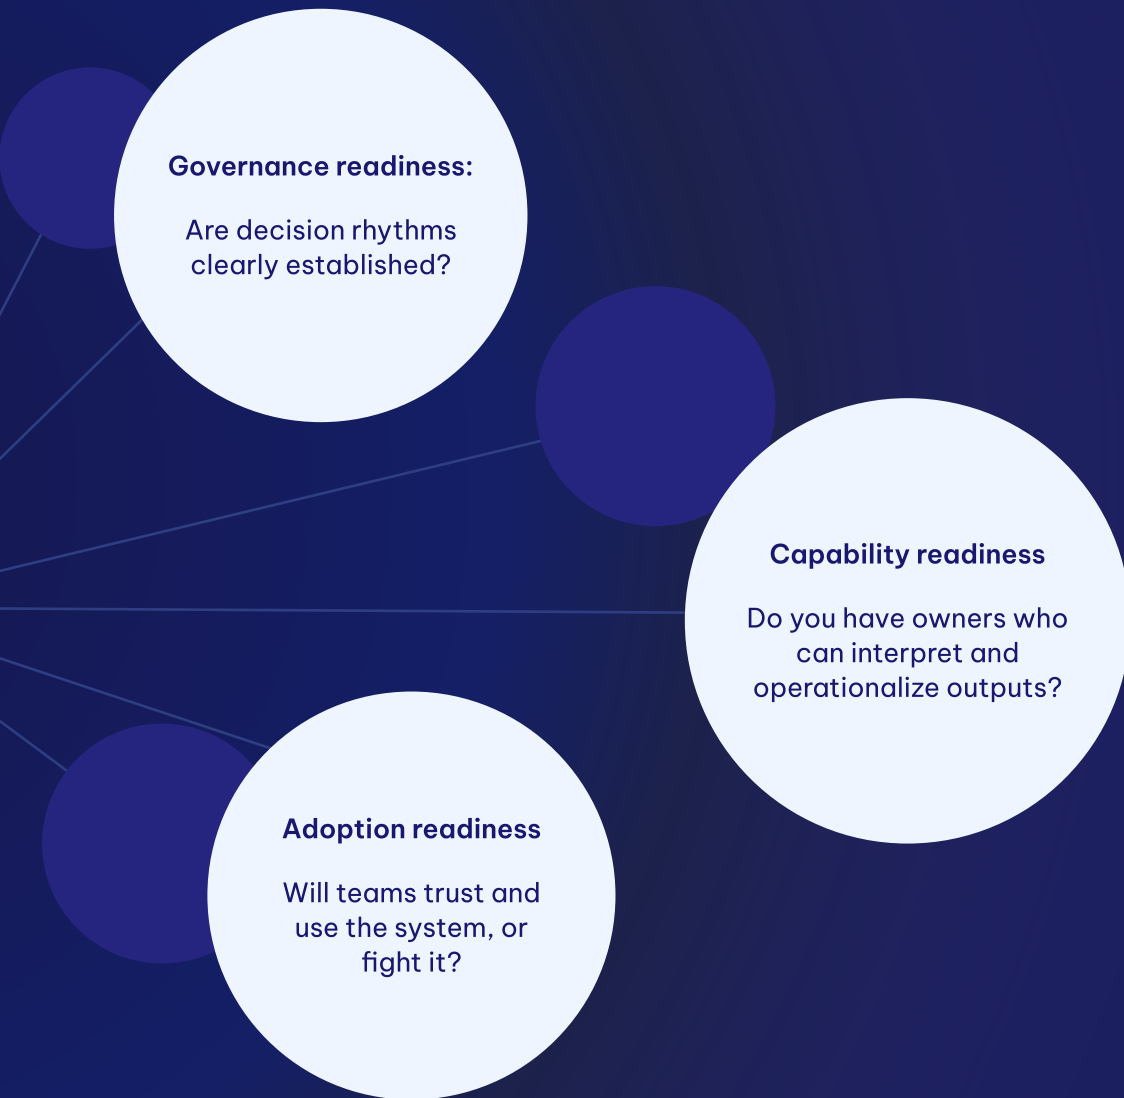 Governance readiness:
Are decision rhythms
clearly established?
Capability readiness
Do you have owners who
can interpret and
operationalize outputs?
Adoption readiness
Will teams trust and
use the system, or
fight it?